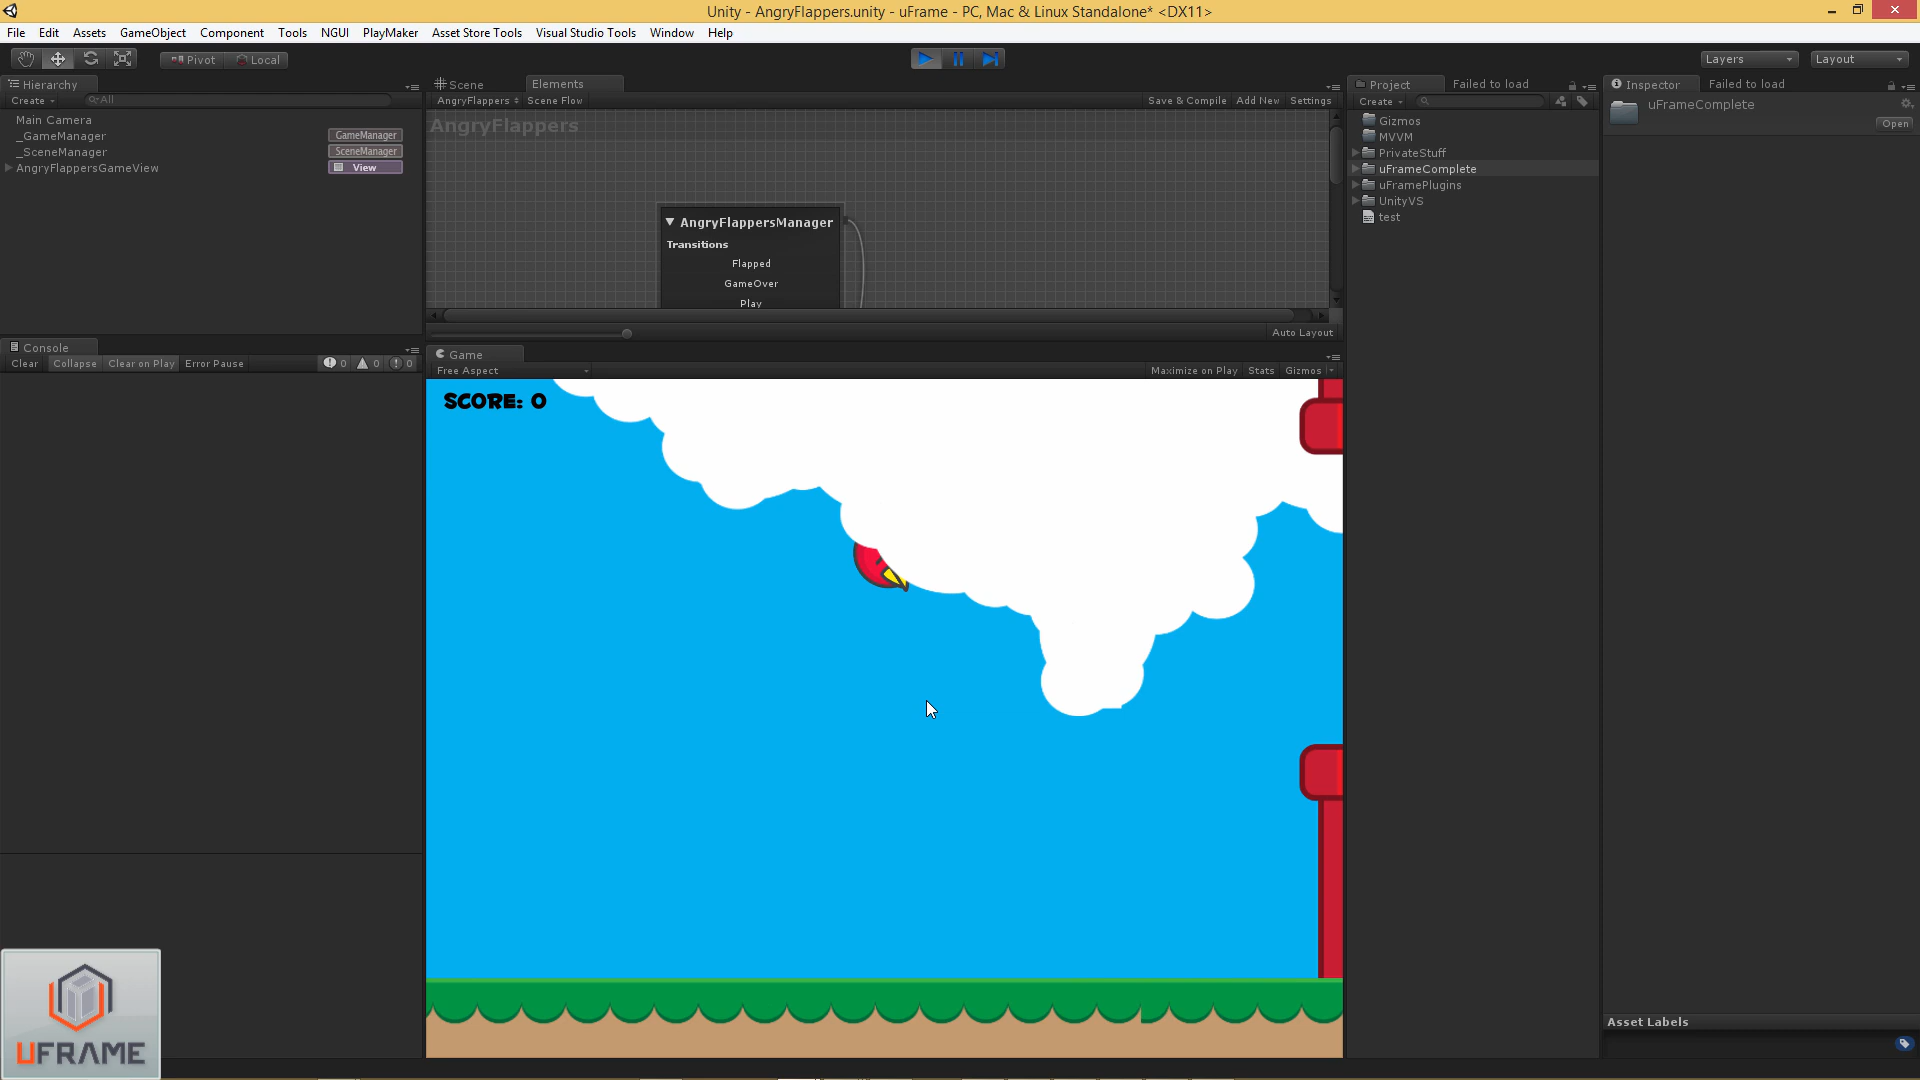 Unity - AngryFlappers.unity - uFrame - PC, Mac & Linux Standalone* <DX11>
File Edit Assets GameObject Component Tools NGUI PlayMaker Asset Store Tools Visual Studio Tools Window Help
Pivot Local Layers Layout
Hierarchy
Create All
Main Camera
_GameManager GameManager
_SceneManager SceneManager
AngryFlappersGameView View
Console
Clear Collapse Clear on Play Error Pause 0 0 0
Scene Elements
AngryFlappers Scene Flow Save & Compile Add New Settings
AngryFlappers
AngryFlappersManager
Transitions
Flapped
GameOver
Play
Auto Layout
Game
Free Aspect Maximize on Play Stats Gizmos
SCORE: 0
Project Failed to load
Create
Gizmos
MVVM
PrivateStuff
uFrameComplete
uFramePlugins
UnityVS
test
Inspector Failed to load
uFrameComplete
Open
Asset Labels
UFRAME